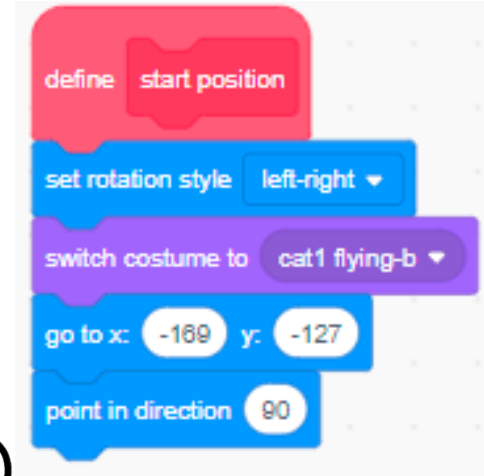 define start position
set rotation style left-right
switch costume to cat1 flying-b
go to x: -169 y: -127
point in direction 90